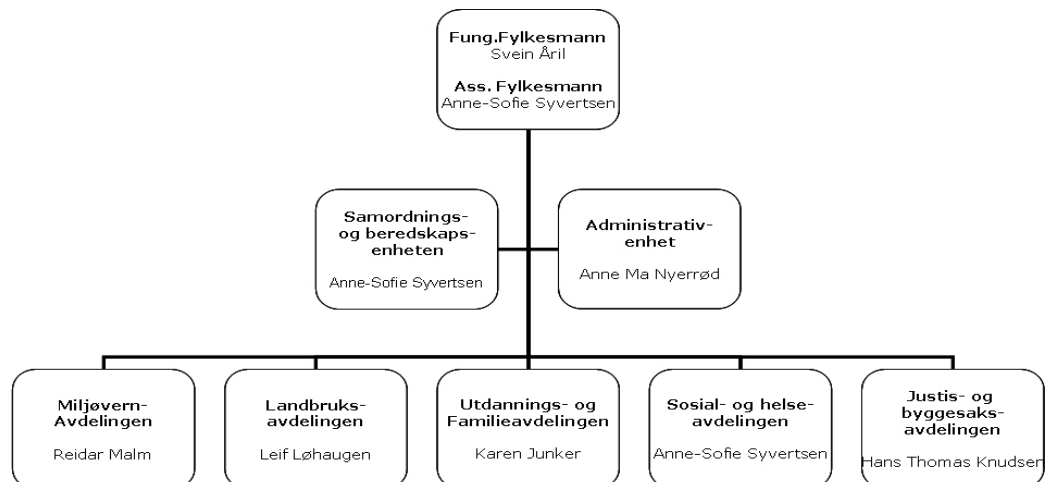 Fung.Fylkesmann
Svein Åril
Ass. Fylkesmann
Anne-Sofie Syvertsen
Samordnings-
og beredskaps-
enheten
Anne-Sofie Syvertsen
Administrativ-
enhet
Anne Ma Nyerrød
Miljøvern-
Avdelingen
Reidar Malm
Landbruks-
avdelingen
Leif Løhaugen
Utdannings- og
Familieavdelingen
Karen Junker
Sosial- og helse-
avdelingen
Anne-Sofie Syvertsen
Justis- og
byggesaks-
avdelingen
Hans Thomas Knudsen